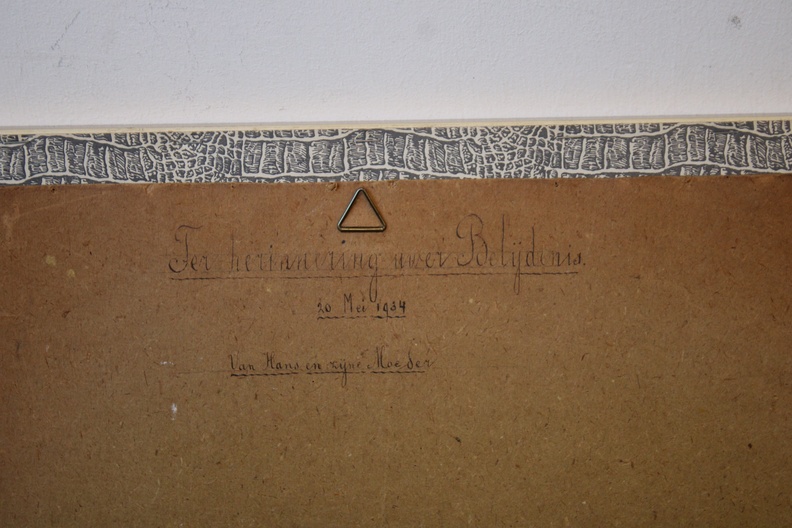 Ter herinnering uwer Belijdenis.
20 Mei 1934
Van Hans en zijne Moeder